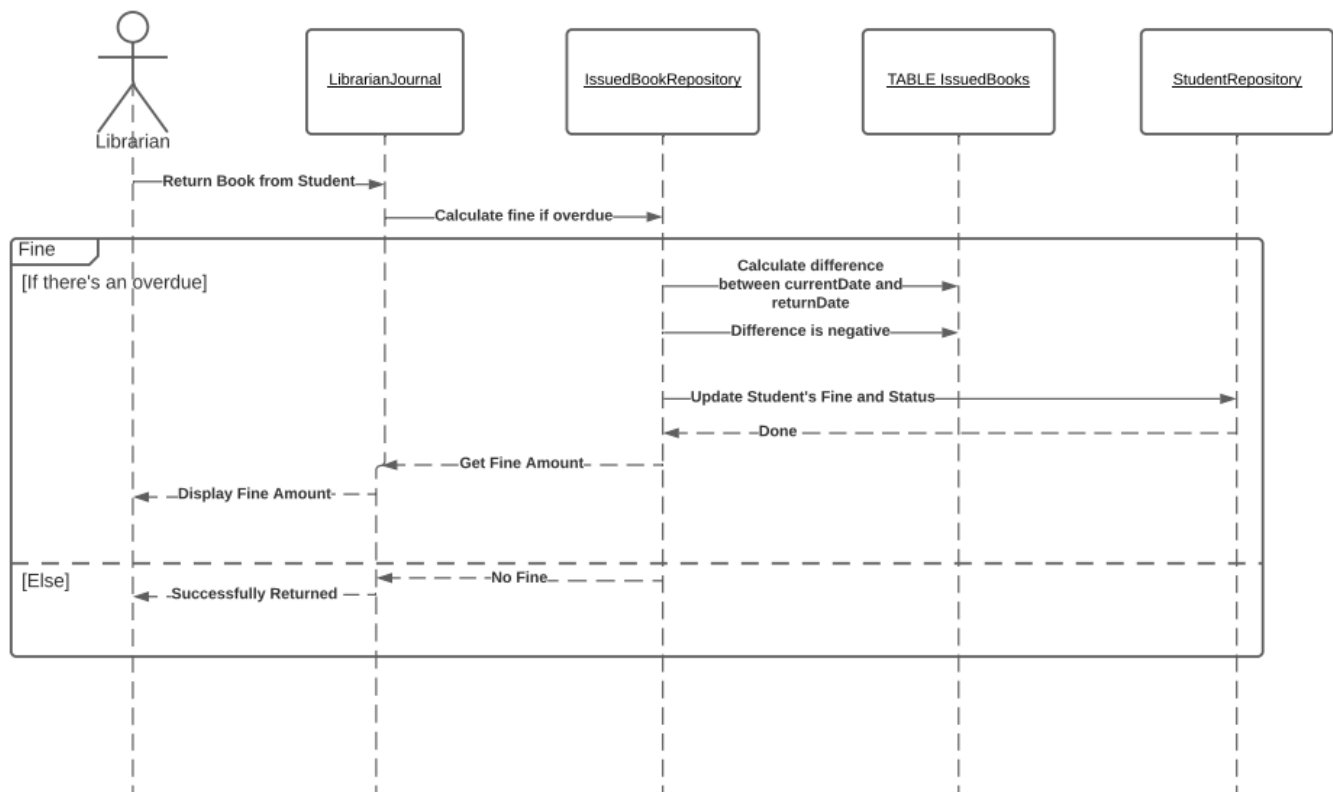 LibrarianJournal
IssuedBookRepository
TABLE IssuedBooks
StudentRepository
Librarian
Return Book from Student
Calculate fine if overdue
Fine
[If there's an overdue]
Calculate difference
between currentDate and
returnDate
Difference is negative
Update Student's Fine and Status
Done
Get Fine Amount
Display Fine Amount
[Else]
No Fine
Successfully Returned